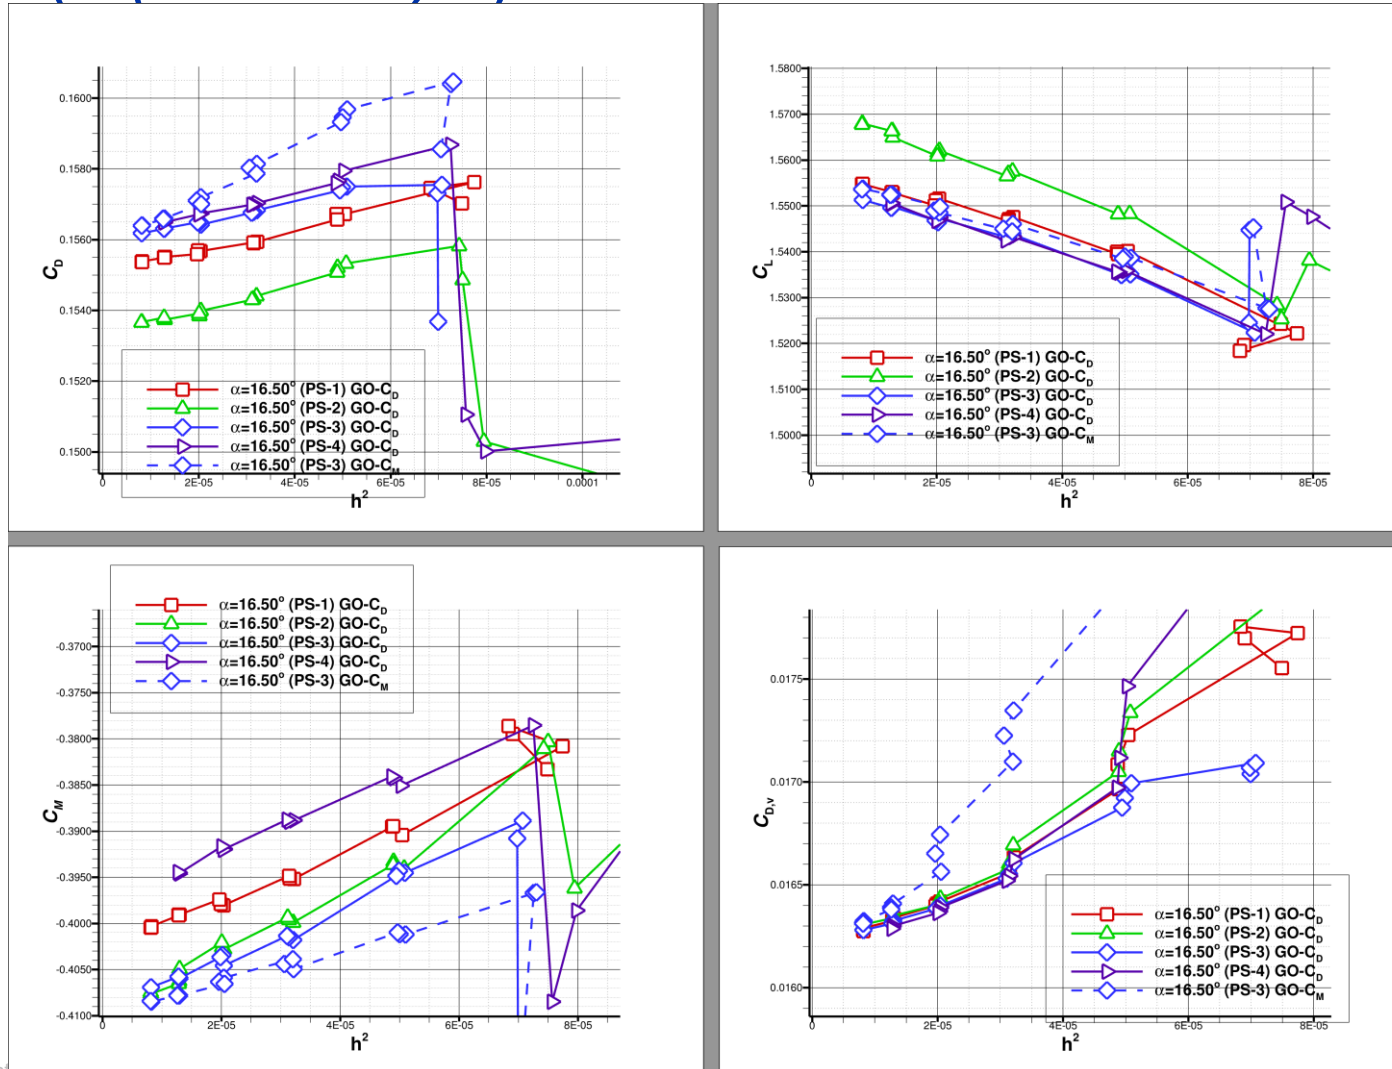 0.1600
0.1580
0.1560
0.1540
0.1520
0.1500
C_D
α=16.50° (PS-1) GO-C_D
α=16.50° (PS-2) GO-C_D
α=16.50° (PS-3) GO-C_D
α=16.50° (PS-4) GO-C_D
α=16.50° (PS-3) GO-C_M
0 2E-05 4E-05 6E-05 8E-05 0.0001
h²
1.5800
1.5700
1.5600
1.5500
1.5400
1.5300
1.5200
1.5100
1.5000
C_L
α=16.50° (PS-1) GO-C_D
α=16.50° (PS-2) GO-C_D
α=16.50° (PS-3) GO-C_D
α=16.50° (PS-4) GO-C_D
α=16.50° (PS-3) GO-C_M
0 2E-05 4E-05 6E-05 8E-05
h²
α=16.50° (PS-1) GO-C_D
α=16.50° (PS-2) GO-C_D
α=16.50° (PS-3) GO-C_D
α=16.50° (PS-4) GO-C_D
α=16.50° (PS-3) GO-C_M
-0.3700
-0.3750
-0.3800
-0.3850
-0.3900
-0.3950
-0.4000
-0.4050
-0.4100
C_M
2E-05 4E-05 6E-05 8E-05
h²
0.0175
0.0170
0.0165
0.0160
C_D,v
α=16.50° (PS-1) GO-C_D
α=16.50° (PS-2) GO-C_D
α=16.50° (PS-3) GO-C_D
α=16.50° (PS-4) GO-C_D
α=16.50° (PS-3) GO-C_M
0 2E-05 4E-05 6E-05 8E-05
h²